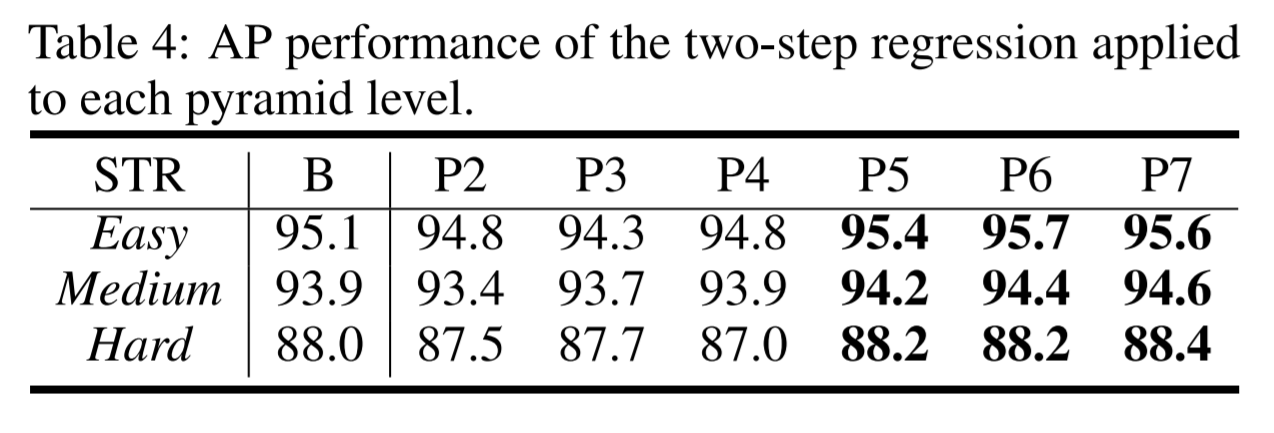 Table 4: AP performance of the two-step regression applied
to each pyramid level.
STR B P2 P3 P4 P5 P6 P7
Easy 95.1 94.8 94.3 94.8 95.4 95.7 95.6
Medium 93.9 93.4 93.7 93.9 94.2 94.4 94.6
Hard 88.0 87.5 87.7 87.0 88.2 88.2 88.4